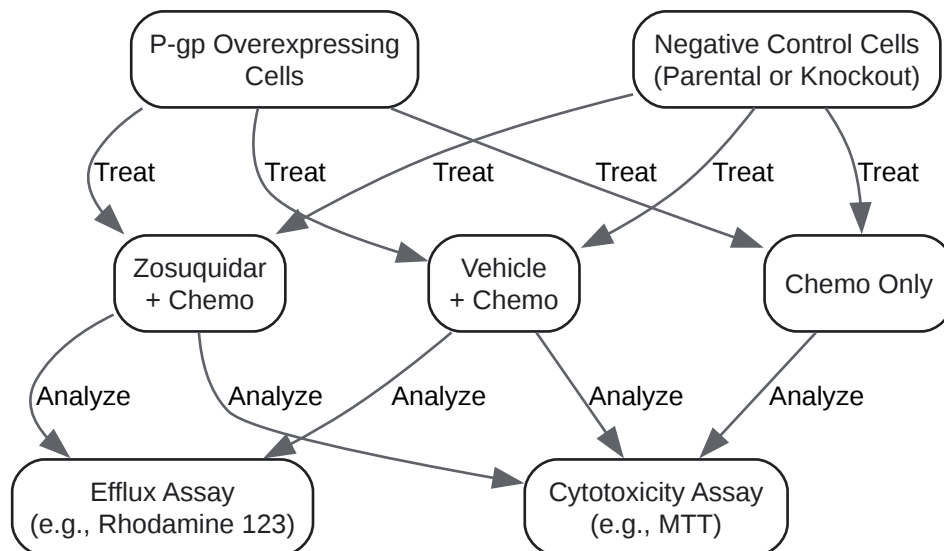 P-gp Overexpressing
Cells
Negative Control Cells
(Parental or Knockout)
Treat
Treat
Treat
Treat
Treat
Treat
Zosuquidar
+ Chemo
Vehicle
+ Chemo
Chemo Only
Analyze
Analyze
Analyze
Analyze
Analyze
Efflux Assay
(e.g., Rhodamine 123)
Cytotoxicity Assay
(e.g., MTT)